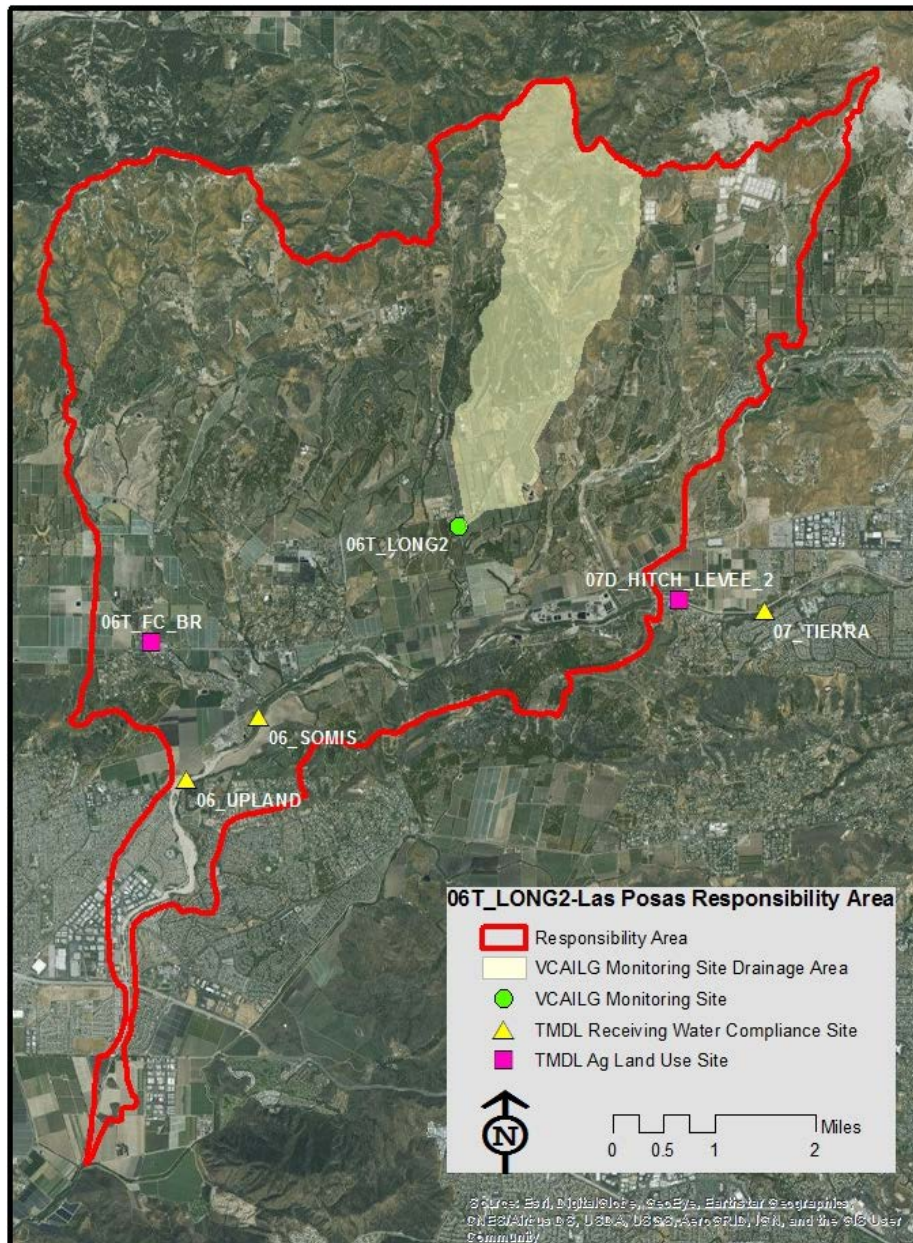 06T_LONG2
07D_HITCH_LEVEE_2
06T_FC_BR
07_TIERRA
06_SOMIS
06_UPLAND
06T_LONG2-Las Posas Responsibility Area
Responsibility Area
VCAILG Monitoring Site Drainage Area
VCAILG Monitoring Site
TMDL Receiving Water Compliance Site
TMDL Ag Land Use Site
N
Miles
0 0.5 1 2
Source: Esri, DigitalGlobe, GeoEye, Earthstar Geographics,
CNES/Airbus DS, USDA, USGS, AeroGRID, IGN, and the GIS User
Community